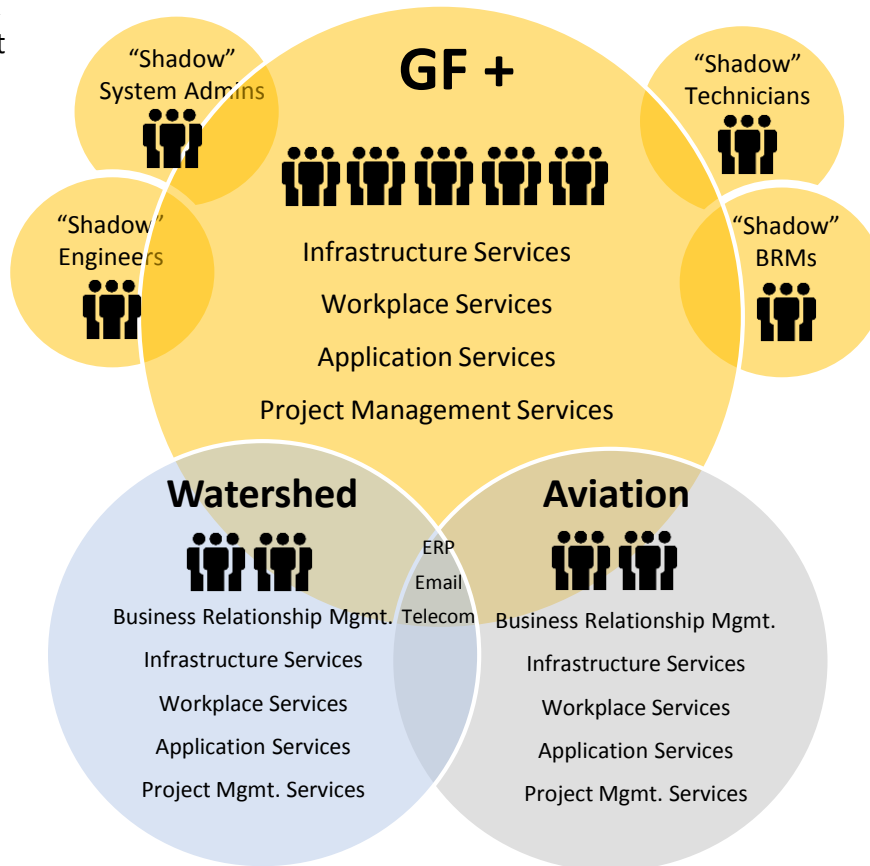 t
“Shadow”
System Admins
GF +
“Shadow”
Technicians
“Shadow”
Engineers
“Shadow”
BRMs
Infrastructure Services
Workplace Services
Application Services
Project Management Services
Watershed
Business Relationship Mgmt.
Infrastructure Services
Workplace Services
Application Services
Project Mgmt. Services
ERP
Email
Telecom
Aviation
Business Relationship Mgmt.
Infrastructure Services
Workplace Services
Application Services
Project Mgmt. Services